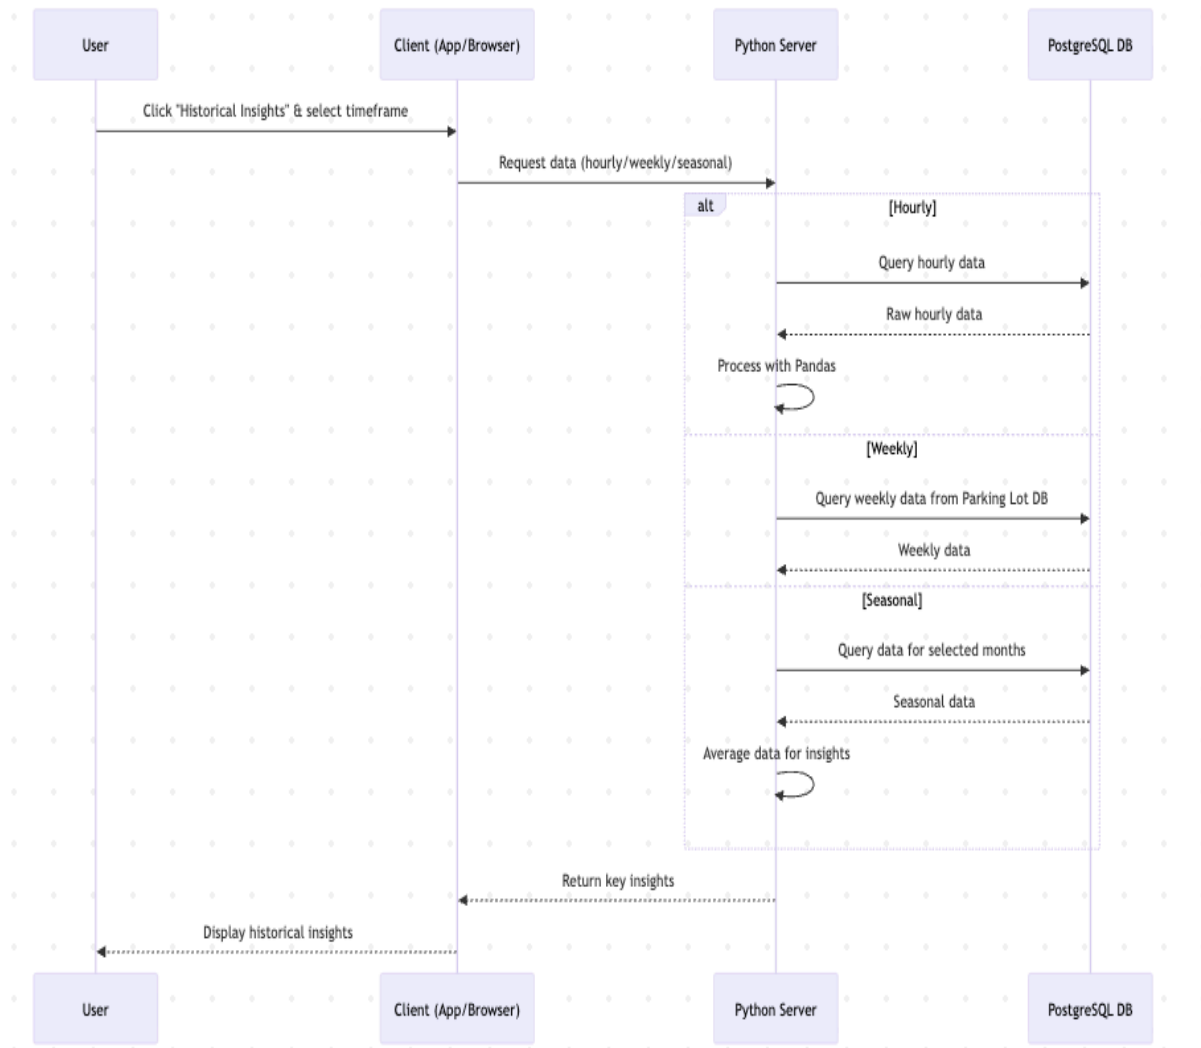 User
Client (App/Browser)
Python Server
PostgreSQL DB
Click "Historical Insights" & select timeframe
Request data (hourly/weekly/seasonal)
alt
[Hourly]
Query hourly data
Raw hourly data
Process with Pandas
[Weekly]
Query weekly data from Parking Lot DB
Weekly data
[Seasonal]
Query data for selected months
Seasonal data
Average data for insights
Return key insights
Display historical insights
User
Client (App/Browser)
Python Server
PostgreSQL DB